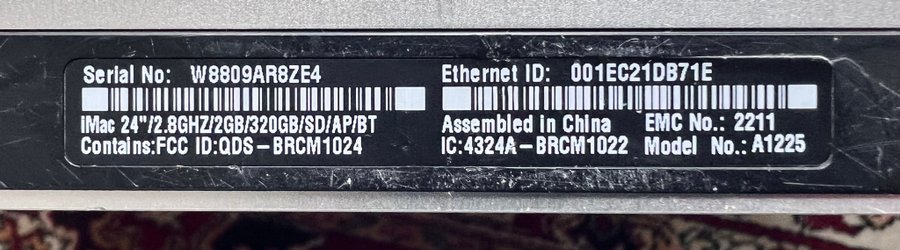 Serial No: W8809AR8ZE4
iMac 24"/2.8GHZ/2GB/320GB/SD/AP/BT
Contains:FCC ID:QDS-BRCM1024
Ethernet ID: 001EC21DB71E
Assembled in China EMC No.: 2211
IC:4324A-BRCM1022 Model No.: A1225